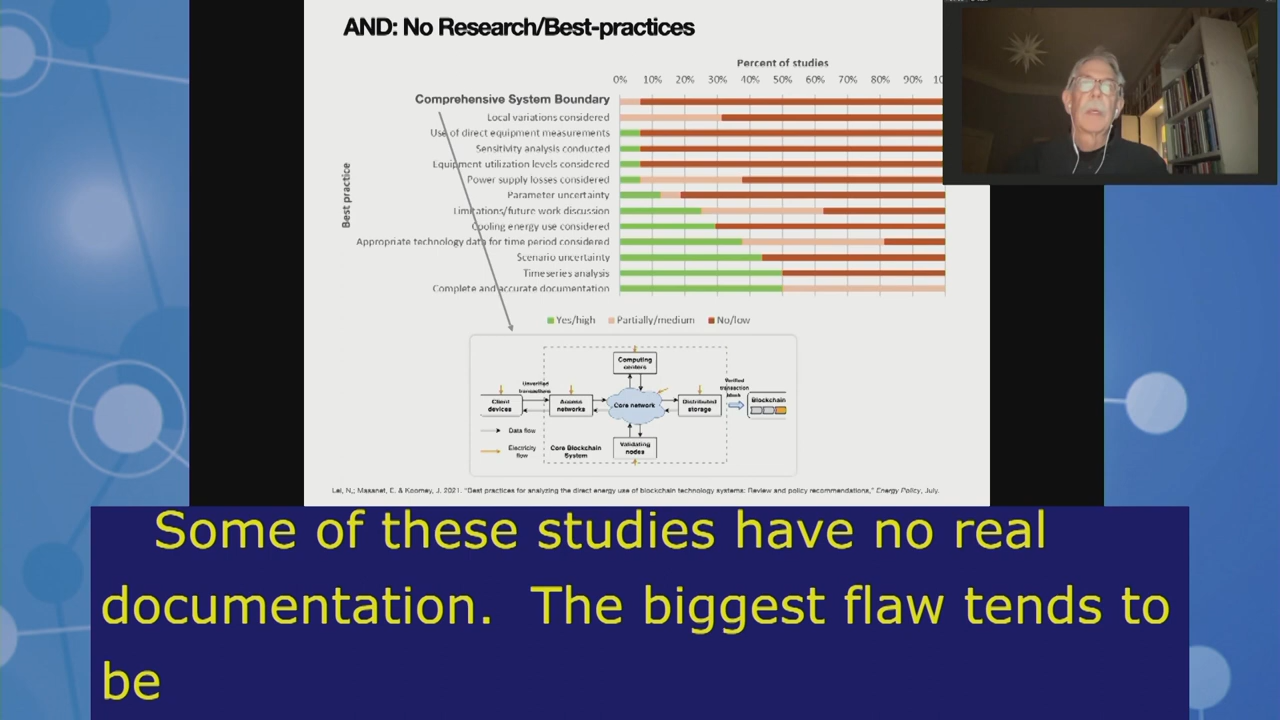 AND: No Research/Best-practices
Percent of studies
0% 10% 20% 30% 40% 50% 60% 70% 80% 90%
Best practice
Comprehensive System Boundary
Local variations considered
Use of direct equipment measurements
Sensitivity analysis conducted
Equipment utilization levels considered
Power supply losses considered
Parameter uncertainty
Limitations/future work discussion
Cooling energy use considered
Appropriate technology data for time period considered
Scenario uncertainty
Timeseries analysis
Complete and accurate documentation
Yes/high Partially/medium No/low
Computing
centers
Unverified
transactions
Verified
transaction
block
Client
devices
Access
networks
Core network
Distributed
storage
Blockchain
Data flow
Electricity
flow
Core Blockchain
System
Validating
nodes
Lei, N.; Masanet, E. & Koomey, J. 2021. "Best practices for analyzing the direct energy use of blockchain technology systems: Review and policy recommendations," Energy Policy, July.
Some of these studies have no real
documentation. The biggest flaw tends to
be